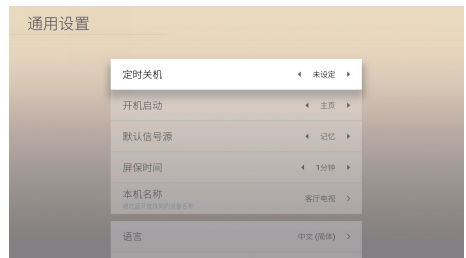 通用设置
定时关机 未设定
开机启动 主页
默认信号源 记忆
屏保时间 1分钟
本机名称 客厅电视
语言 中文 (简体)